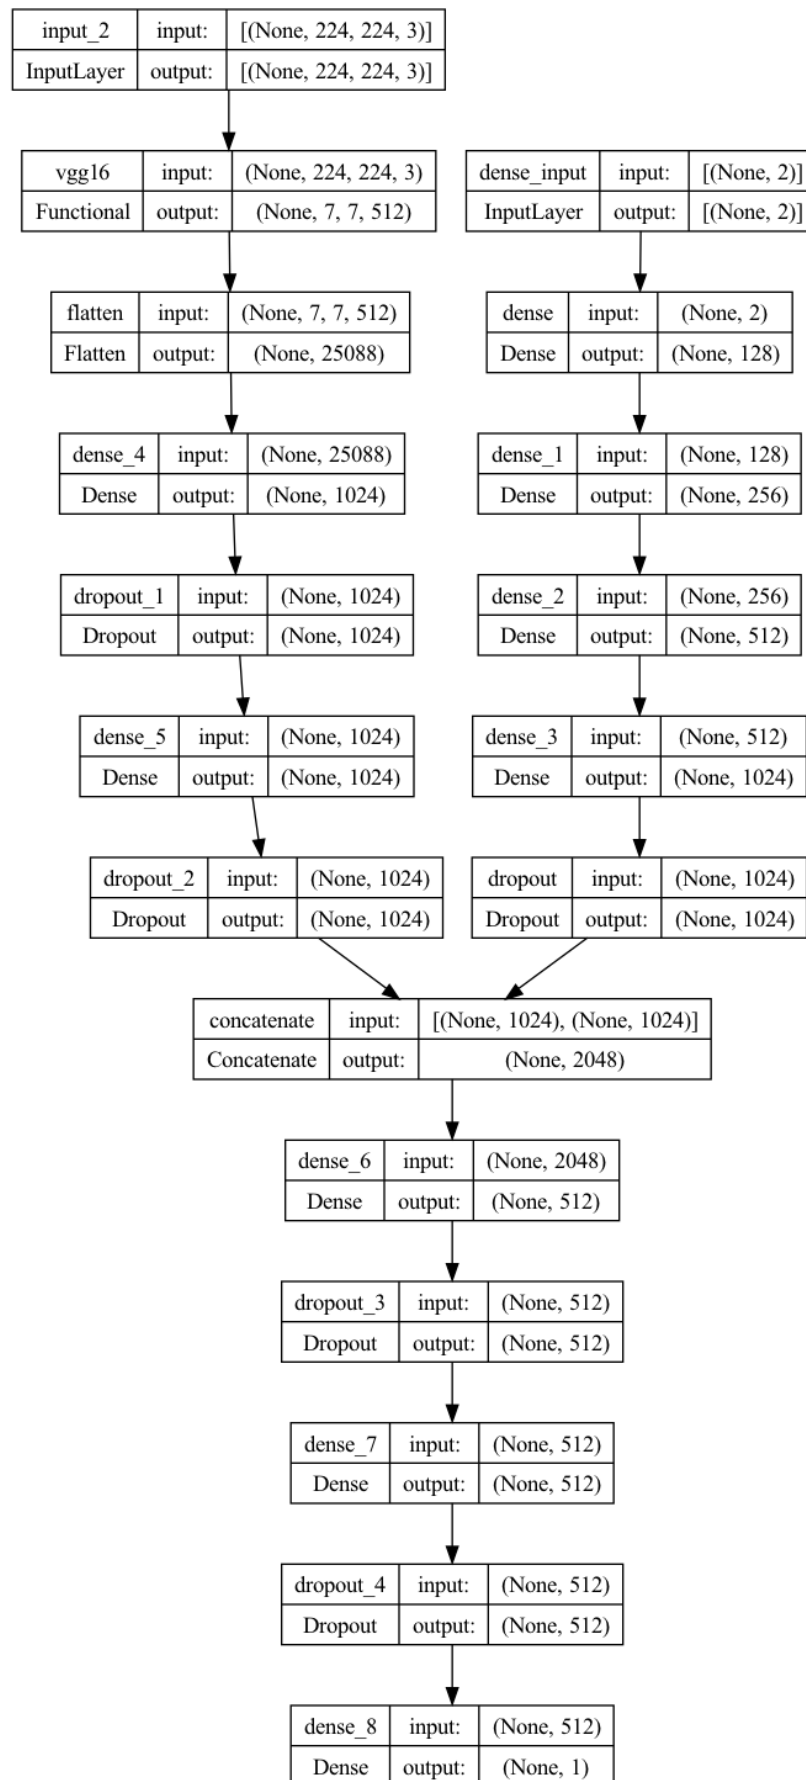 input_2 input: [(None, 224, 224, 3)]
InputLayer output: [(None, 224, 224, 3)]
vgg16 input: (None, 224, 224, 3)
Functional output: (None, 7, 7, 512)
dense_input input: [(None, 2)]
InputLayer output: [(None, 2)]
flatten input: (None, 7, 7, 512)
Flatten output: (None, 25088)
dense input: (None, 2)
Dense output: (None, 128)
dense_4 input: (None, 25088)
Dense output: (None, 1024)
dense_1 input: (None, 128)
Dense output: (None, 256)
dropout_1 input: (None, 1024)
Dropout output: (None, 1024)
dense_2 input: (None, 256)
Dense output: (None, 512)
dense_5 input: (None, 1024)
Dense output: (None, 1024)
dense_3 input: (None, 512)
Dense output: (None, 1024)
dropout_2 input: (None, 1024)
Dropout output: (None, 1024)
dropout input: (None, 1024)
Dropout output: (None, 1024)
concatenate input: [(None, 1024), (None, 1024)]
Concatenate output: (None, 2048)
dense_6 input: (None, 2048)
Dense output: (None, 512)
dropout_3 input: (None, 512)
Dropout output: (None, 512)
dense_7 input: (None, 512)
Dense output: (None, 512)
dropout_4 input: (None, 512)
Dropout output: (None, 512)
dense_8 input: (None, 512)
Dense output: (None, 1)